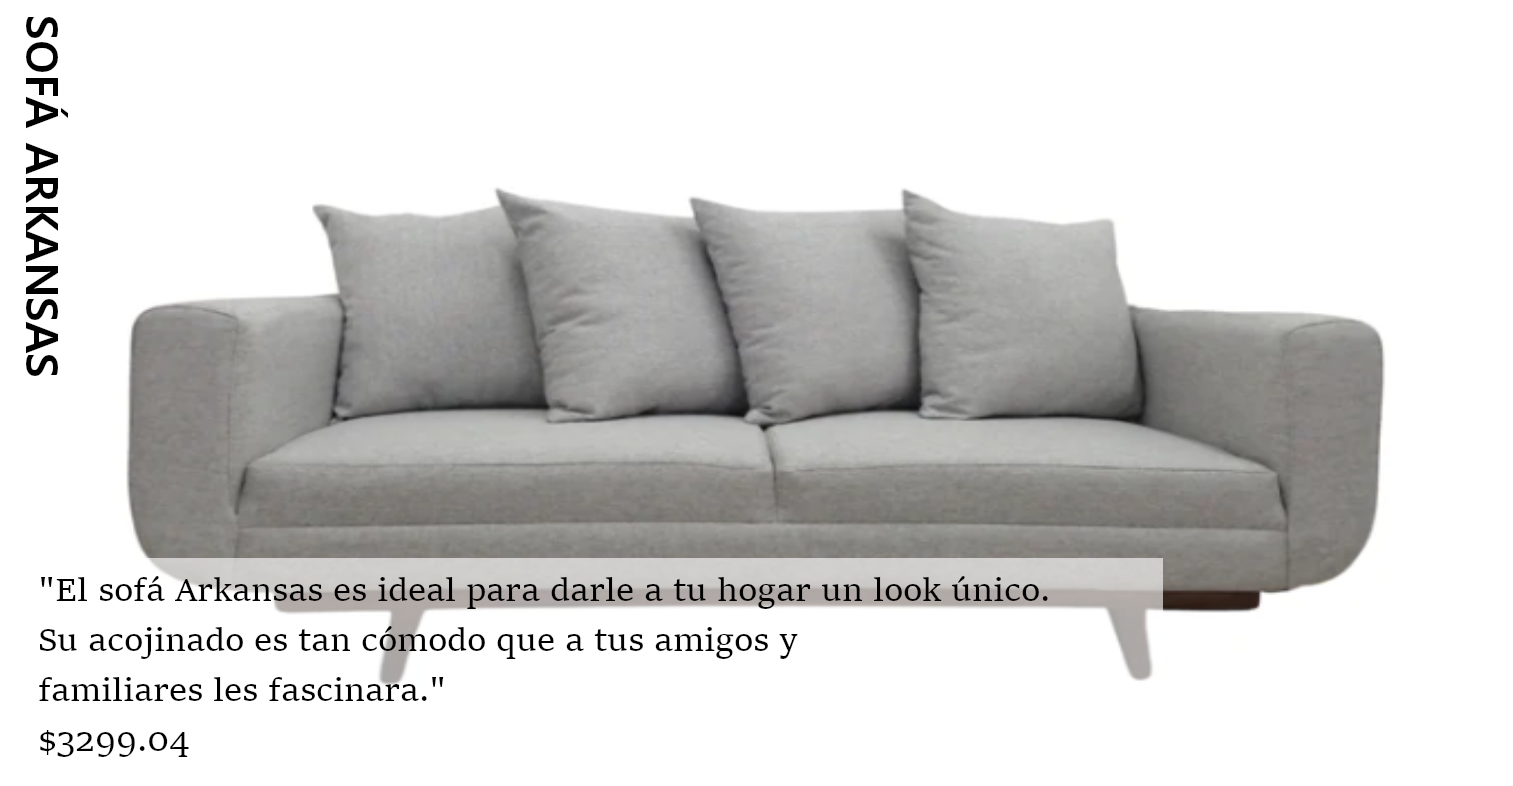 SOFÁ ARKANSAS
"El sofá Arkansas es ideal para darle a tu hogar un look único.
Su acojinado es tan cómodo que a tus amigos y
familiares les fascinara."
$3299.04